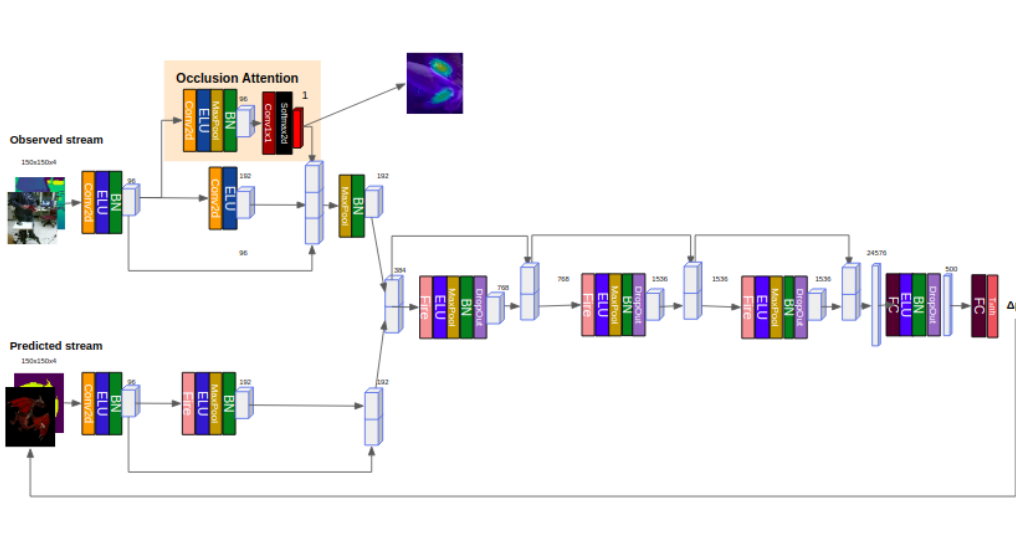 Occlusion Attention
Conv2d
ELU
MaxPool
BN
96
Conv1x1
Softmax2d
1
Observed stream
150x150x4
Conv2d
ELU
BN
96
Conv2d
ELU
192
MaxPool
BN
192
96
384
Fire
ELU
MaxPool
BN
DropOut
768
768
Fire
ELU
MaxPool
BN
DropOut
1536
1536
Fire
ELU
MaxPool
BN
DropOut
1536
24576
FC
ELU
BN
DropOut
500
FC
Tanh
Predicted stream
150x150x4
Conv2d
ELU
BN
96
Fire
ELU
MaxPool
BN
192
192